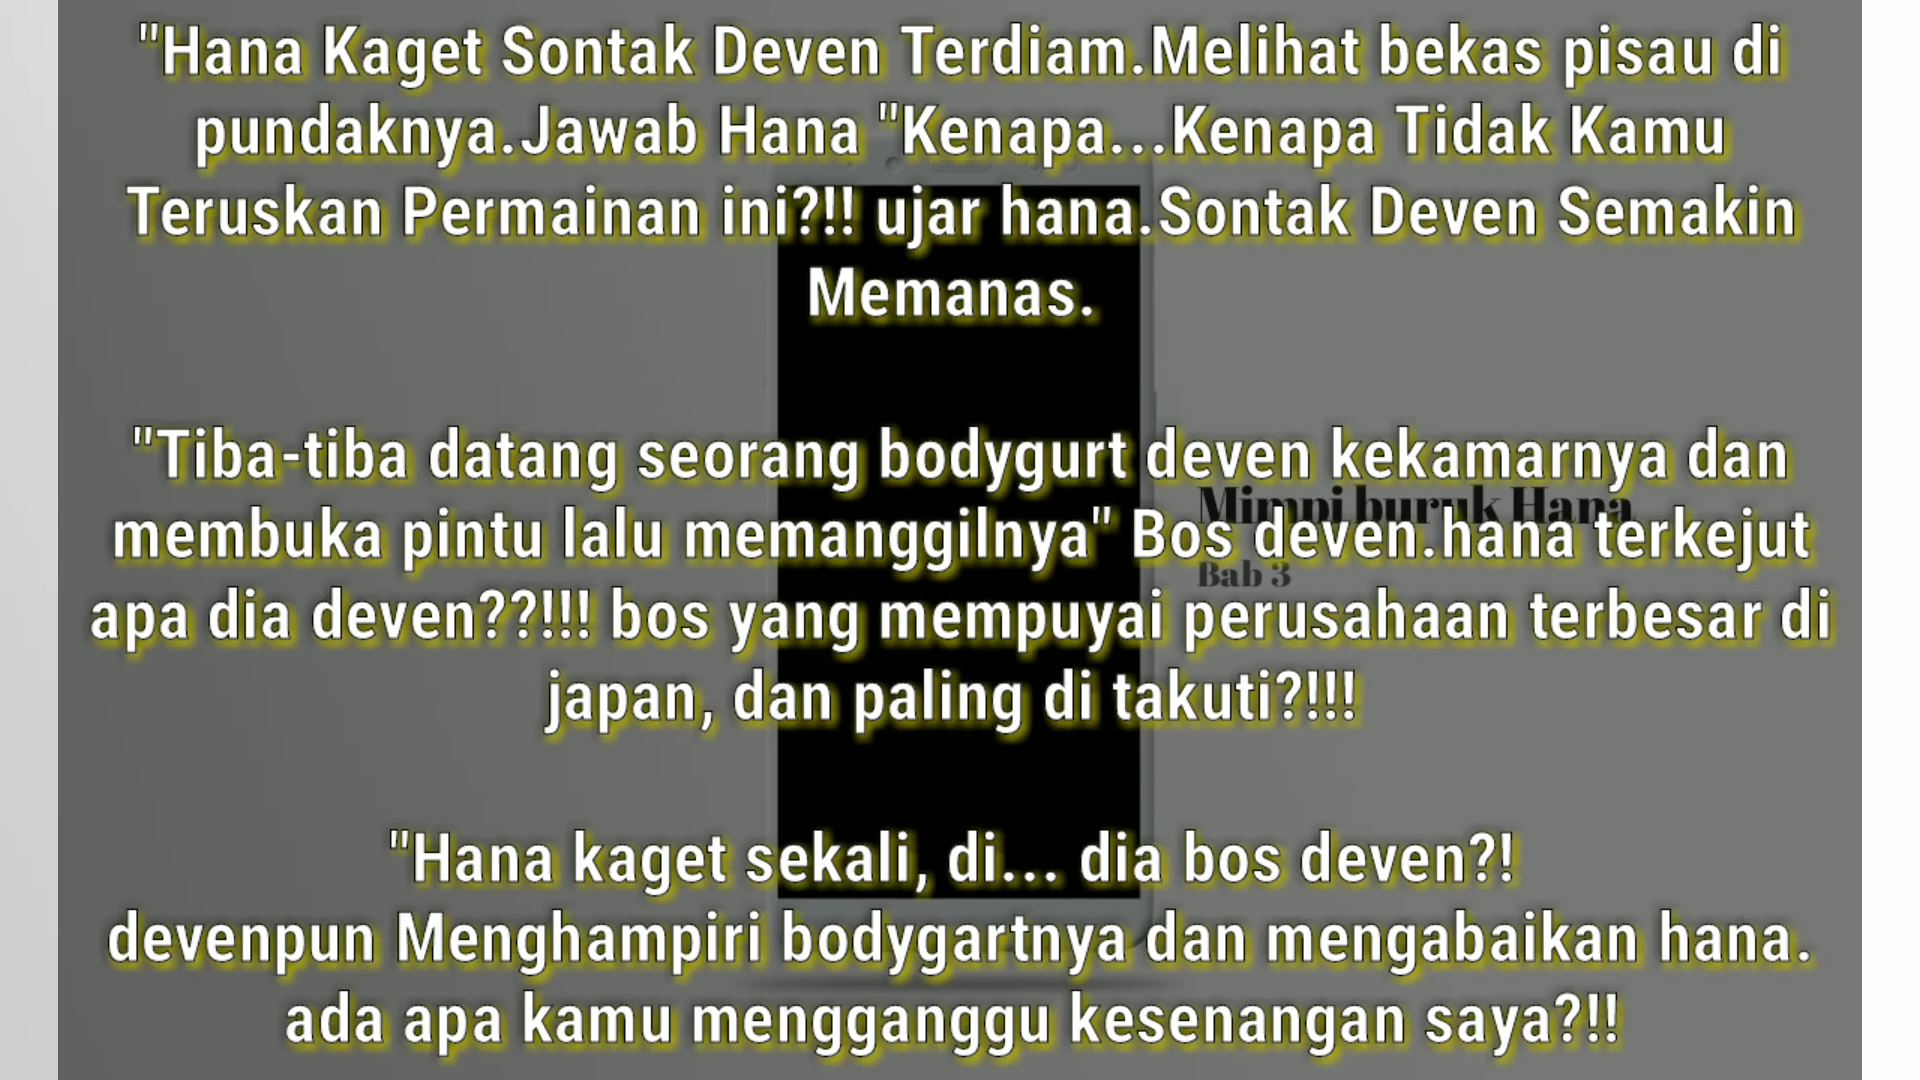 "Hana Kaget Sontak Deven Terdiam.Melihat bekas pisau di
pundaknya.Jawab Hana "Kenapa...Kenapa Tidak Kamu
Teruskan Permainan ini?!! ujar hana.Sontak Deven Semakin
Memanas.
"Tiba-tiba datang seorang bodygurt deven kekamarnya dan
Mimpi buruk Hana
membuka pintu lalu memanggilnya" Bos deven.hana terkejut
Bab 3
apa dia deven??!!! bos yang mempuyai perusahaan terbesar di
japan, dan paling di takuti?!!!
"Hana kaget sekali, di... dia bos deven?!
devenpun Menghampiri bodygartnya dan mengabaikan hana.
ada apa kamu mengganggu kesenangan saya?!!